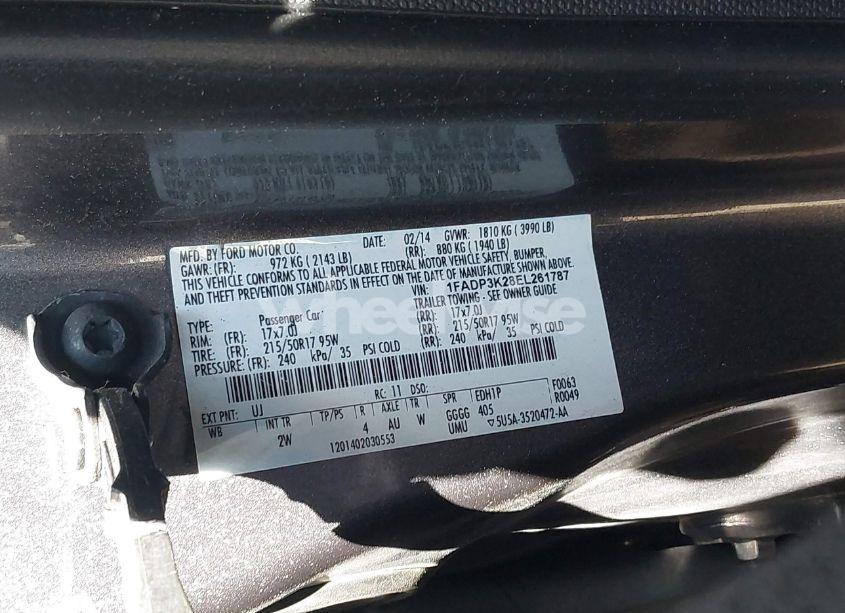 MFD. BY FORD MOTOR CO. DATE: 02/14 GVWR: 1810 KG ( 3990 LB)
GAWR: (FR): 972 KG ( 2143 LB) (RR): 880 KG ( 1940 LB)
THIS VEHICLE CONFORMS TO ALL APPLICABLE FEDERAL MOTOR VEHICLE SAFETY, BUMPER,
AND THEFT PREVENTION STANDARDS IN EFFECT ON THE DATE OF MANUFACTURE SHOWN ABOVE
VIN: 1FADP3K28EL261787
TYPE: Passenger Car TRAILER TOWING - SEE OWNER GUIDE
RIM: (FR) 17x7.0J (RR): 17x7.0J
TIRE: (FR) 215/50R17 95W (RR): 215/50R17 95W
PRESSURE: (FR) 240 kPa/ 35 PSI COLD (RR): 240 kPa/ 35 PSI COLD
RC: 11 DSO: F0063
EXT PNT: UJ R0049
WB INT TR TP/PS R AXLE TR SPR EDH1P
2W 4 AU W GGGG 405
UMU
1201402030553 5U5A-3520472-AA
wheelwise